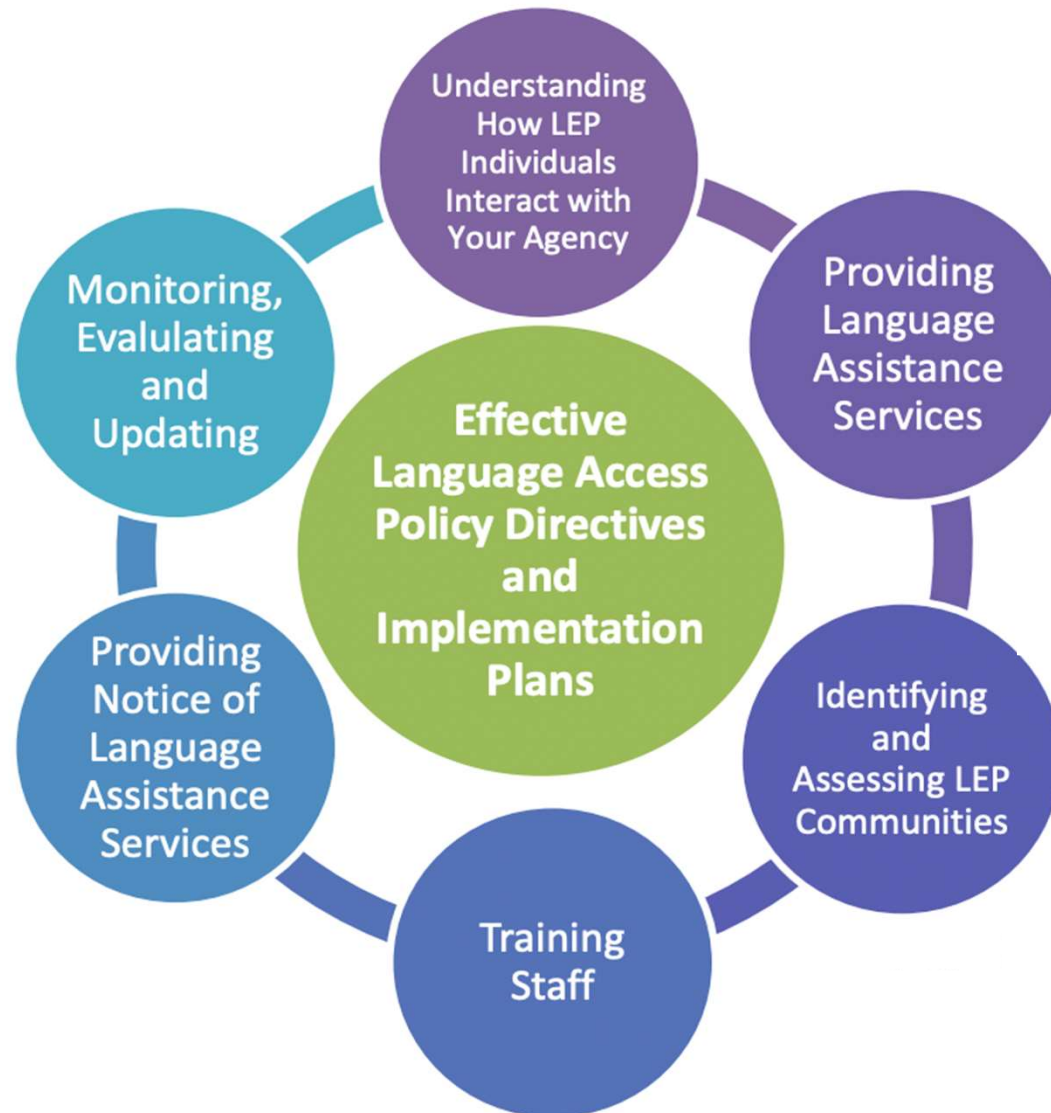 Understanding
How LEP
Individuals
Interact with
Your Agency
Providing
Language
Assistance
Services
Identifying
and
Assessing LEP
Communities
Training
Staff
Providing
Notice of
Language
Assistance
Services
Monitoring,
Evalulating
and
Updating
Effective
Language Access
Policy Directives
and
Implementation
Plans